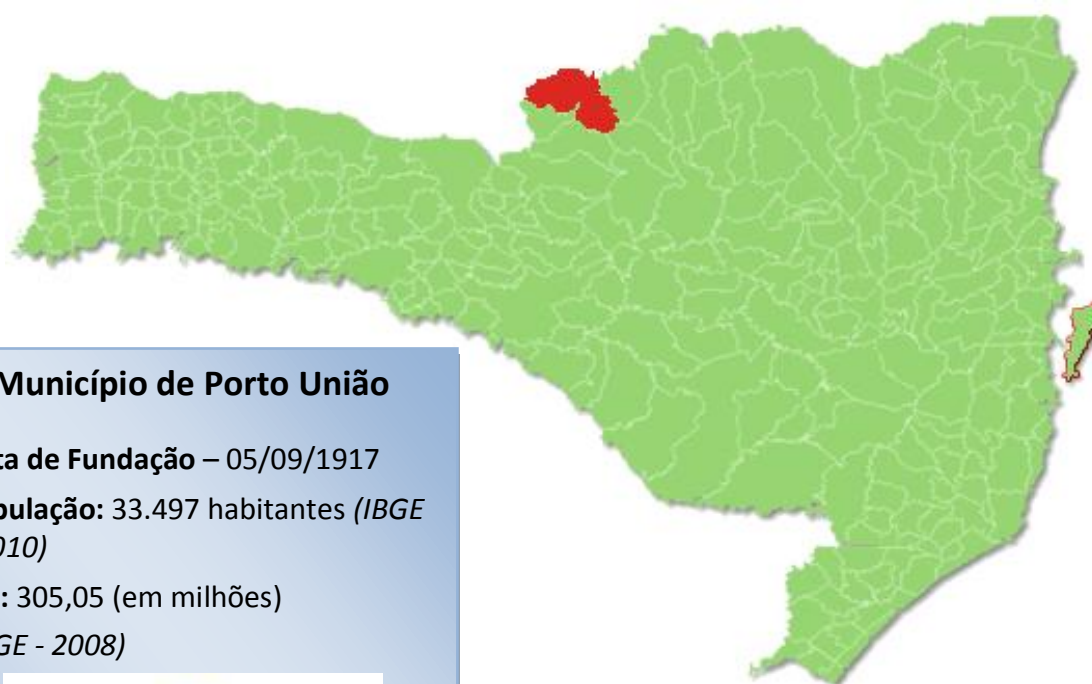 Município de Porto União
ta de Fundação – 05/09/1917
pulação: 33.497 habitantes (IBGE
010)
: 305,05 (em milhões)
GE - 2008)